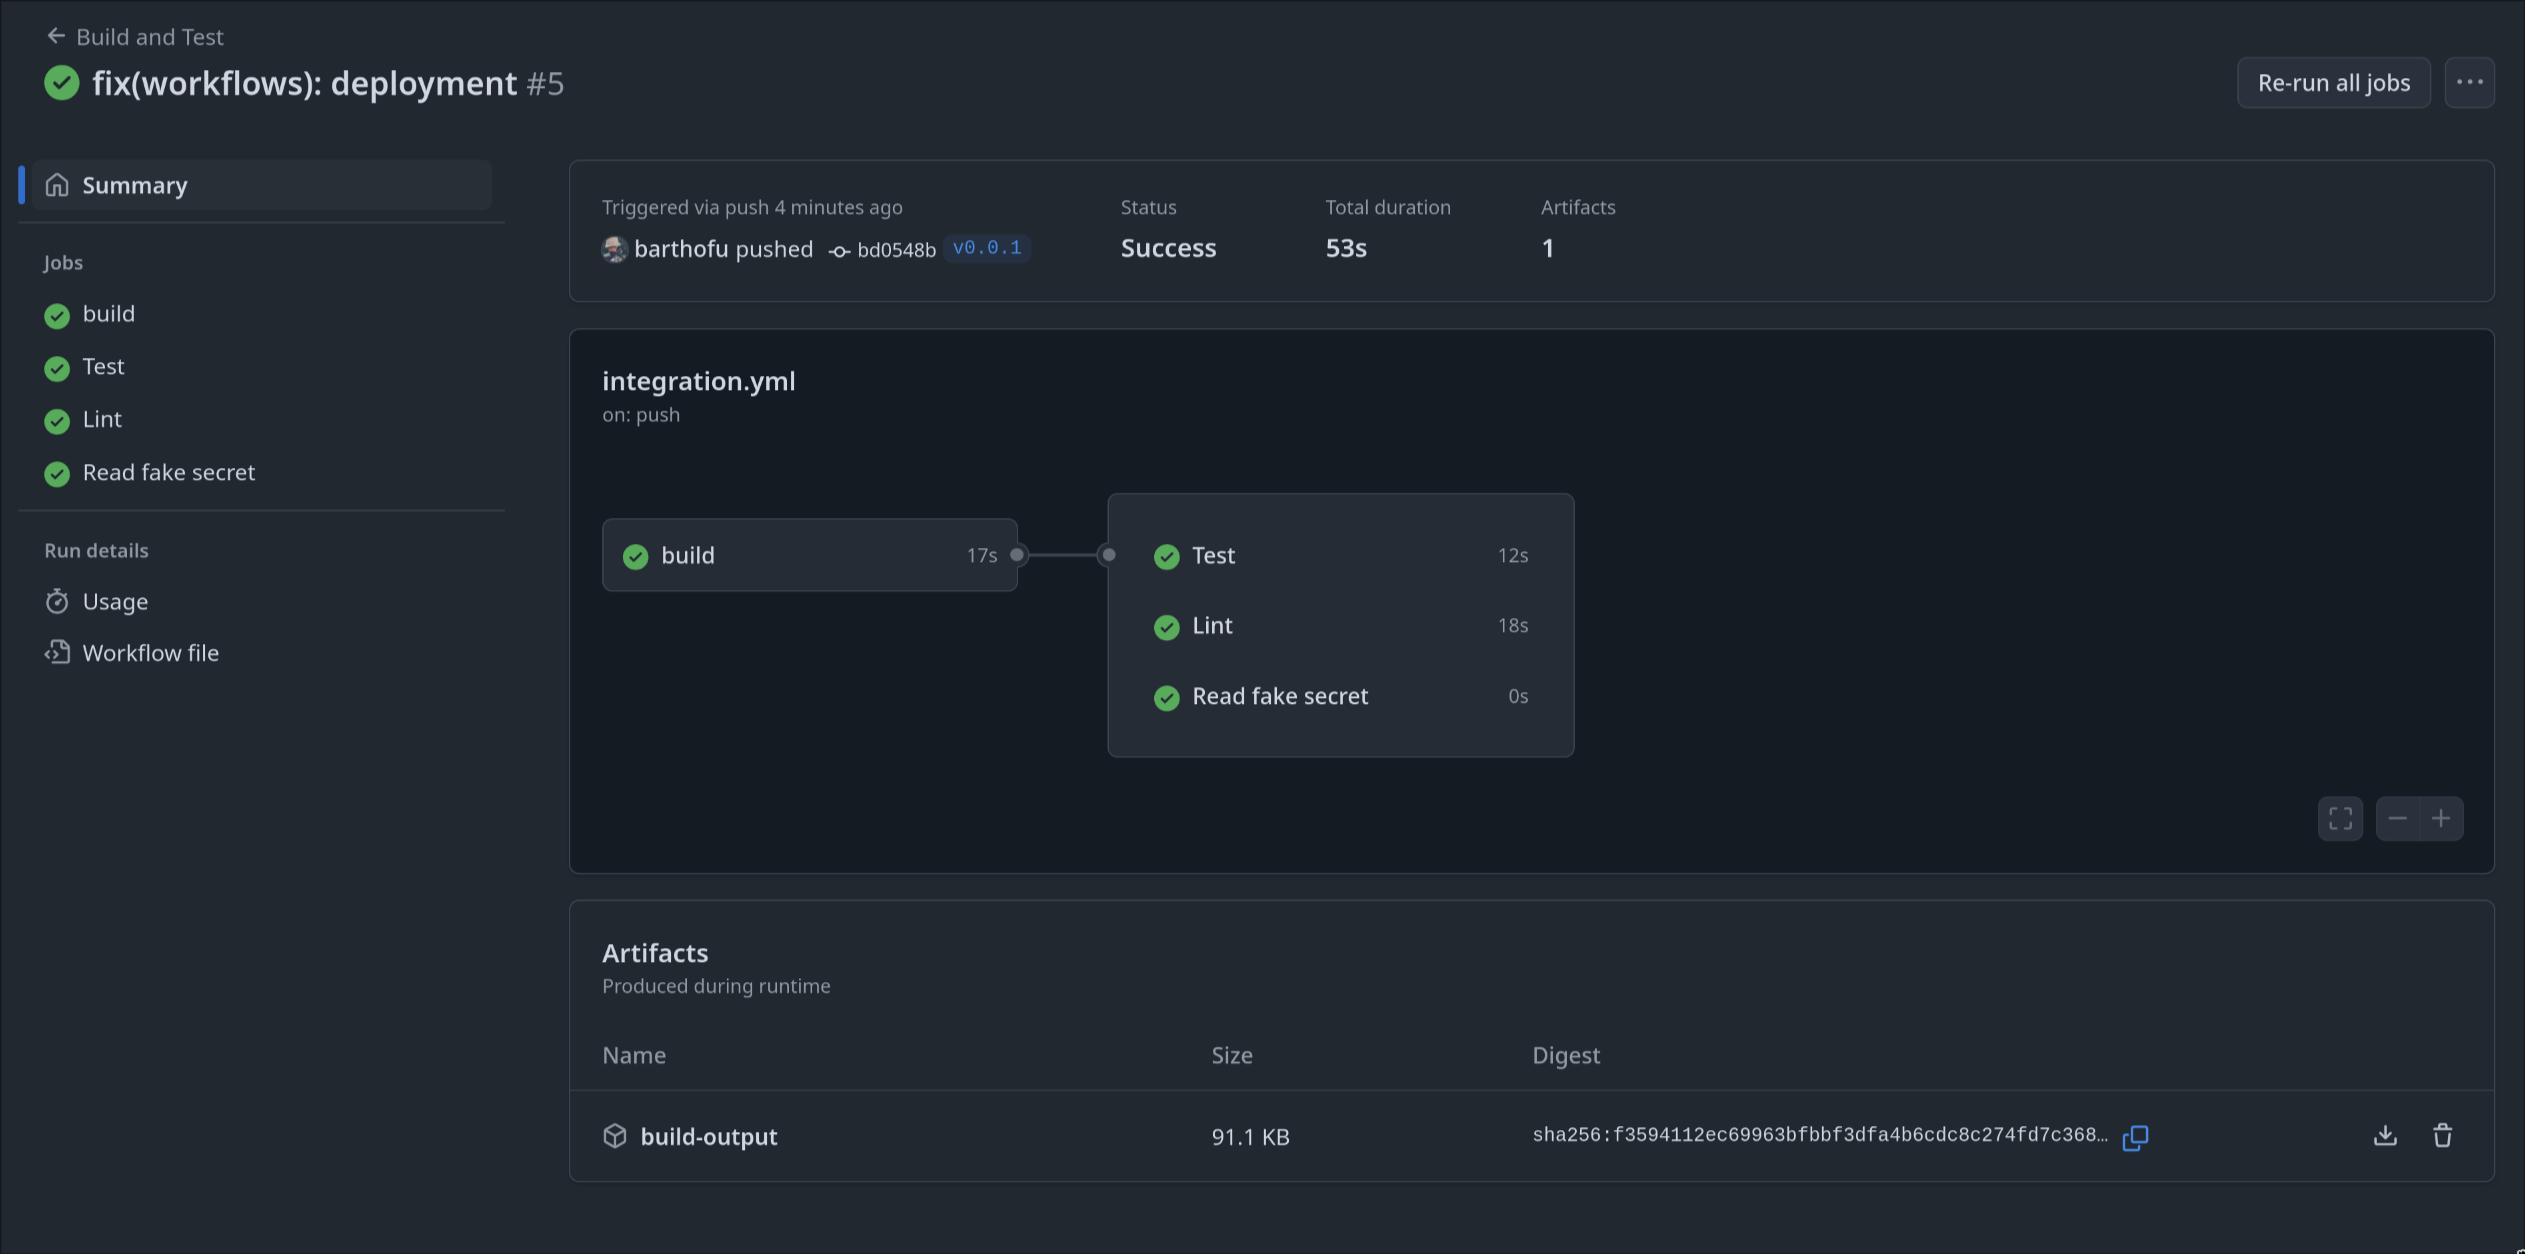 Build and Test
fix(workflows): deployment #5
Re-run all jobs
Summary
Jobs
build
Test
Lint
Read fake secret
Run details
Usage
Workflow file
Triggered via push 4 minutes ago
barthofu pushed bd0548b v0.0.1
Status
Success
Total duration
53s
Artifacts
1
integration.yml
on: push
build 17s
Test 12s
Lint 18s
Read fake secret 0s
Artifacts
Produced during runtime
Name Size Digest
build-output 91.1 KB sha256:f3594112ec69963bfbbf3dfa4b6cdc8c274fd7c368…